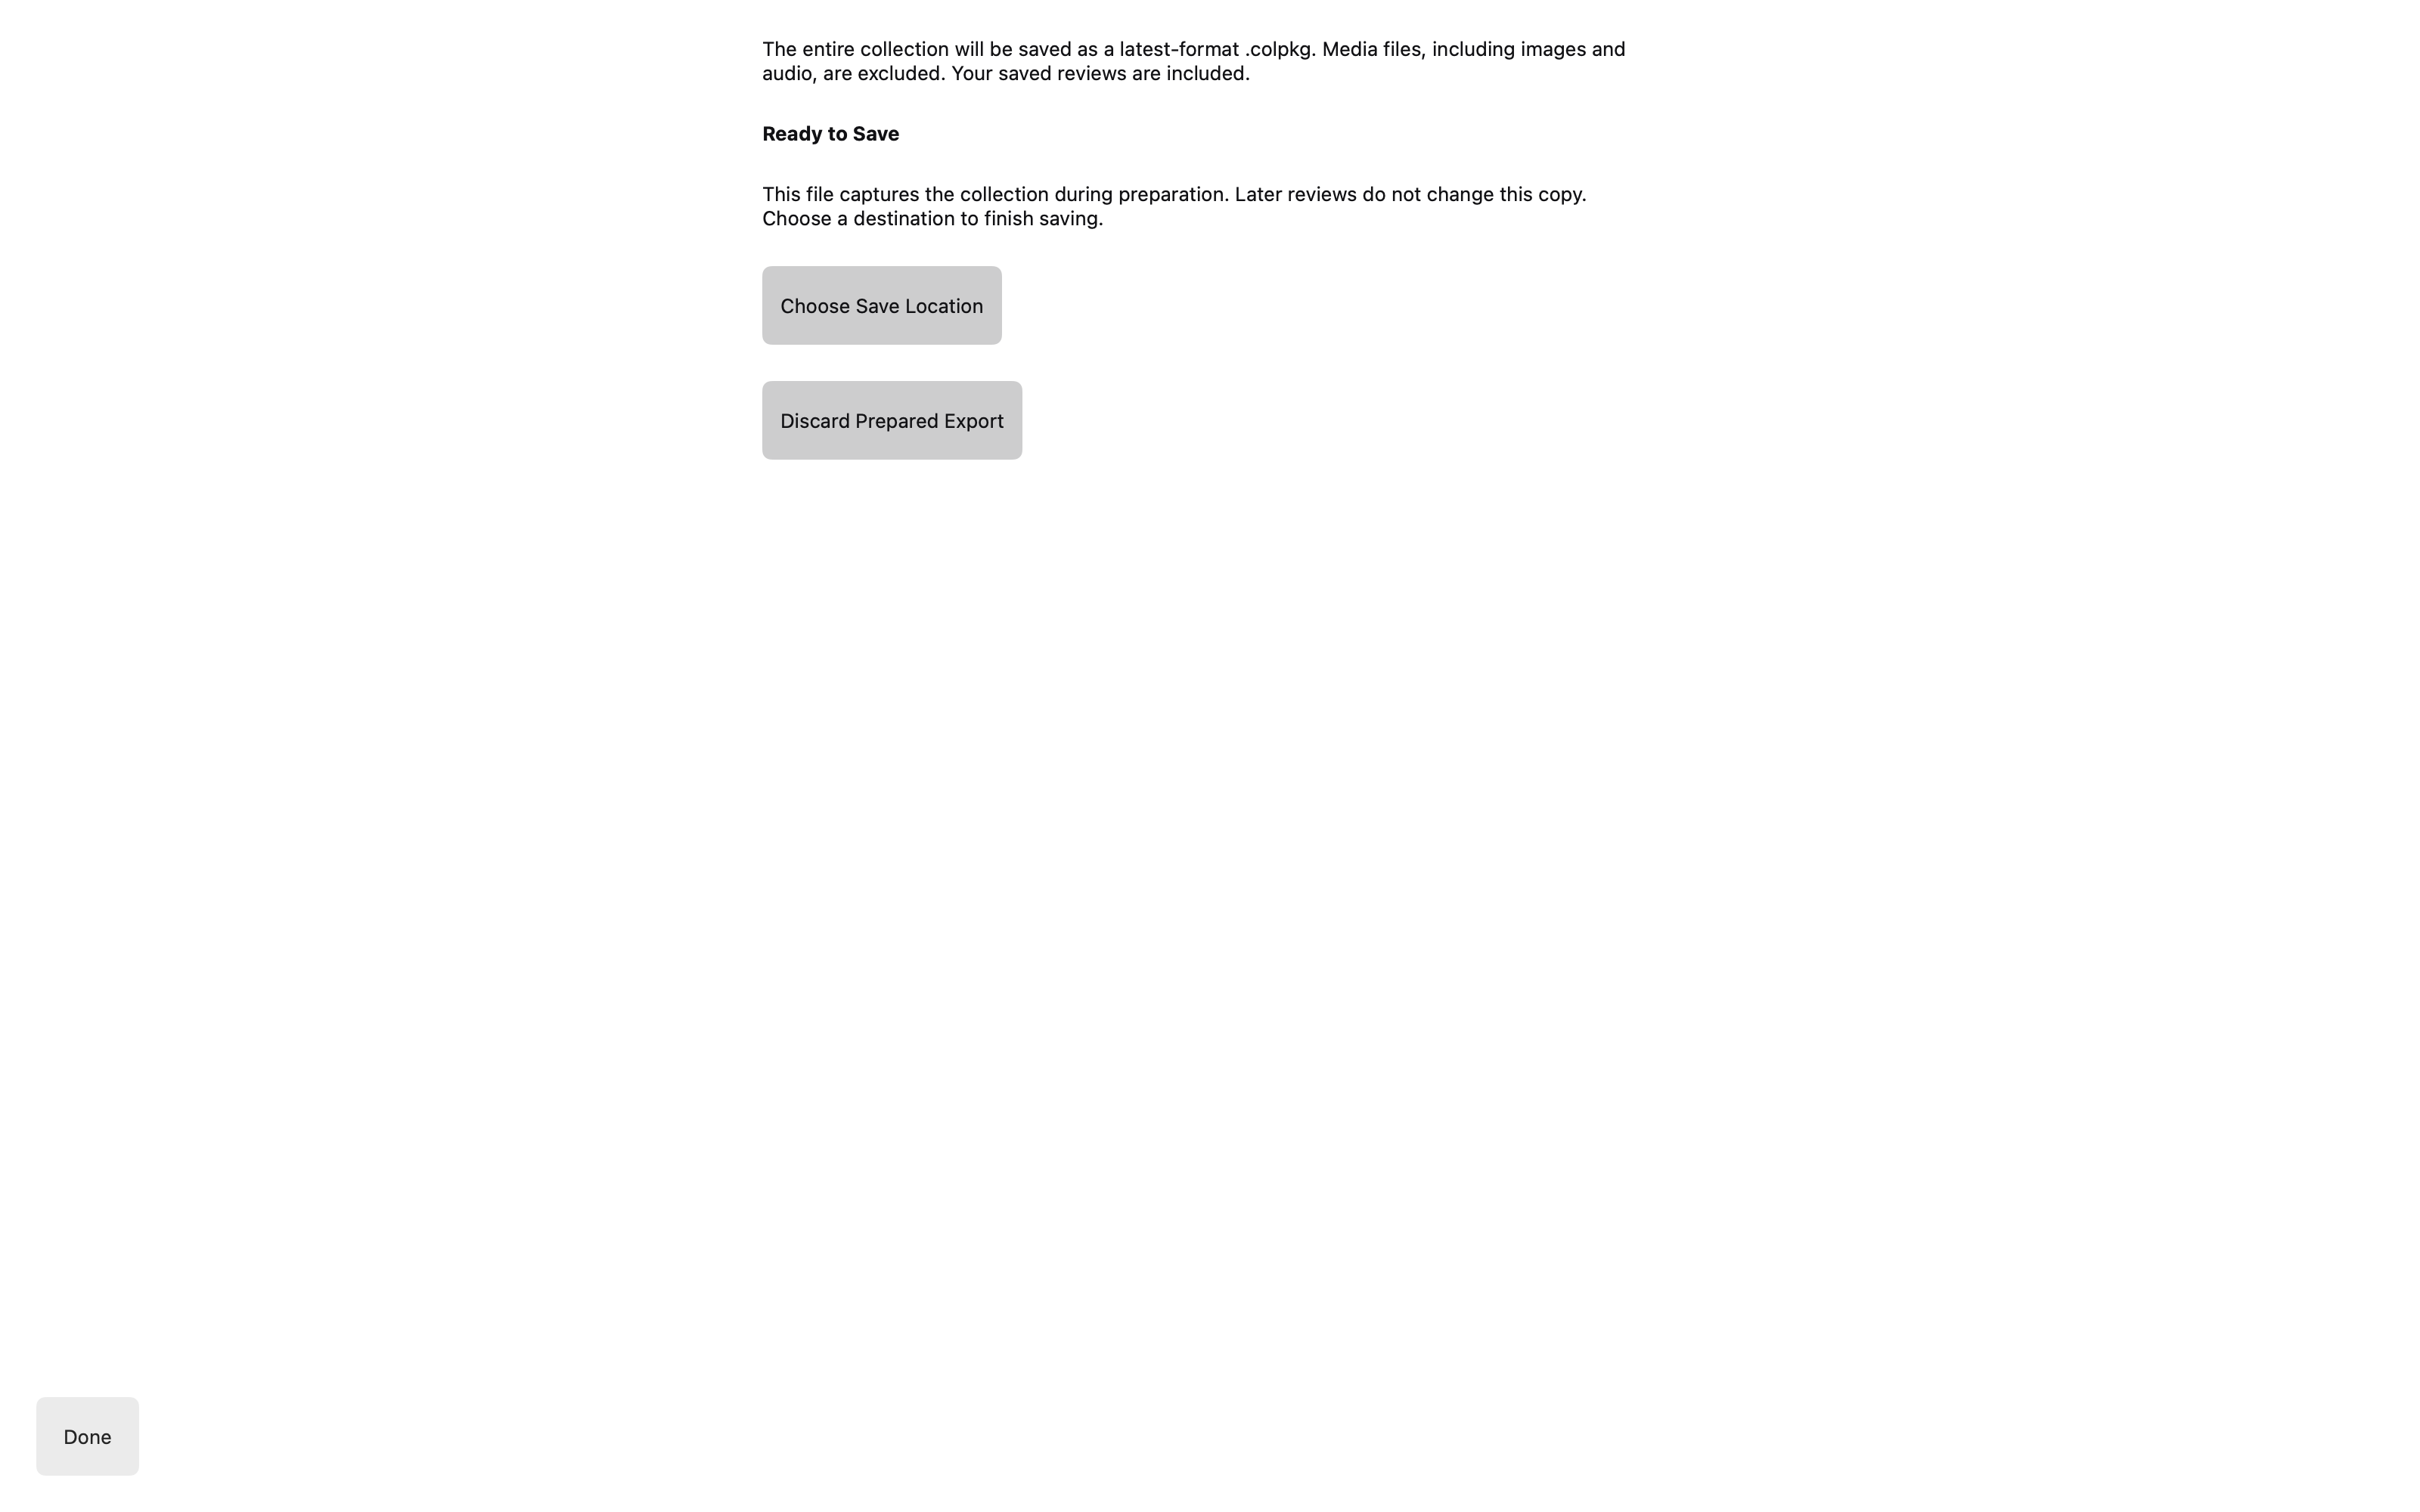 The entire collection will be saved as a latest-format .colpkg. Media files, including images and
audio, are excluded. Your saved reviews are included.
Ready to Save
This file captures the collection during preparation. Later reviews do not change this copy.
Choose a destination to finish saving.
Choose Save Location
Discard Prepared Export
Done